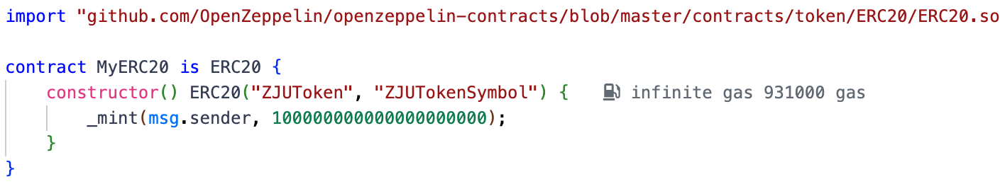 import "github.com/OpenZeppelin/openzeppelin-contracts/blob/master/contracts/token/ERC20/ERC20.so
contract MyERC20 is ERC20 {
constructor() ERC20("ZJUToken", "ZJUTokenSymbol") { infinite gas 931000 gas
_mint(msg.sender, 100000000000000000000);
}
}